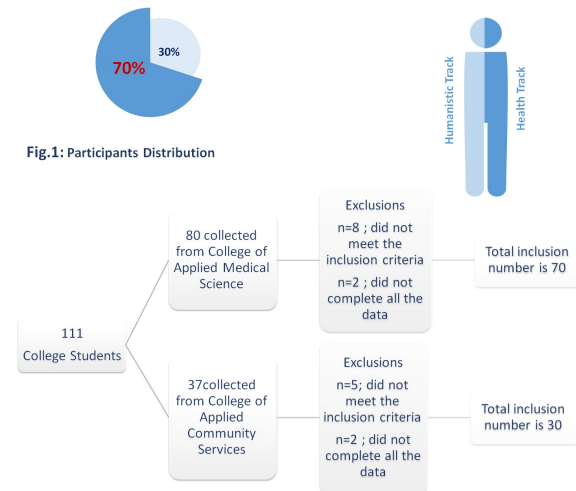 30%
70%
Humanistic Track
Health Track
Fig.1: Participants Distribution
111
College Students
80 collected
from College of
Applied Medical
Science
Exclusions
n=8 ; did not
meet the
inclusion criteria
n=2 ; did not
complete all the
data
Total inclusion
number is 70
37collected
from College of
Applied
Community
Services
Exclusions
n=5; did not
meet the
inclusion criteria
n=2 ; did not
complete all the
data
Total inclusion
number is 30